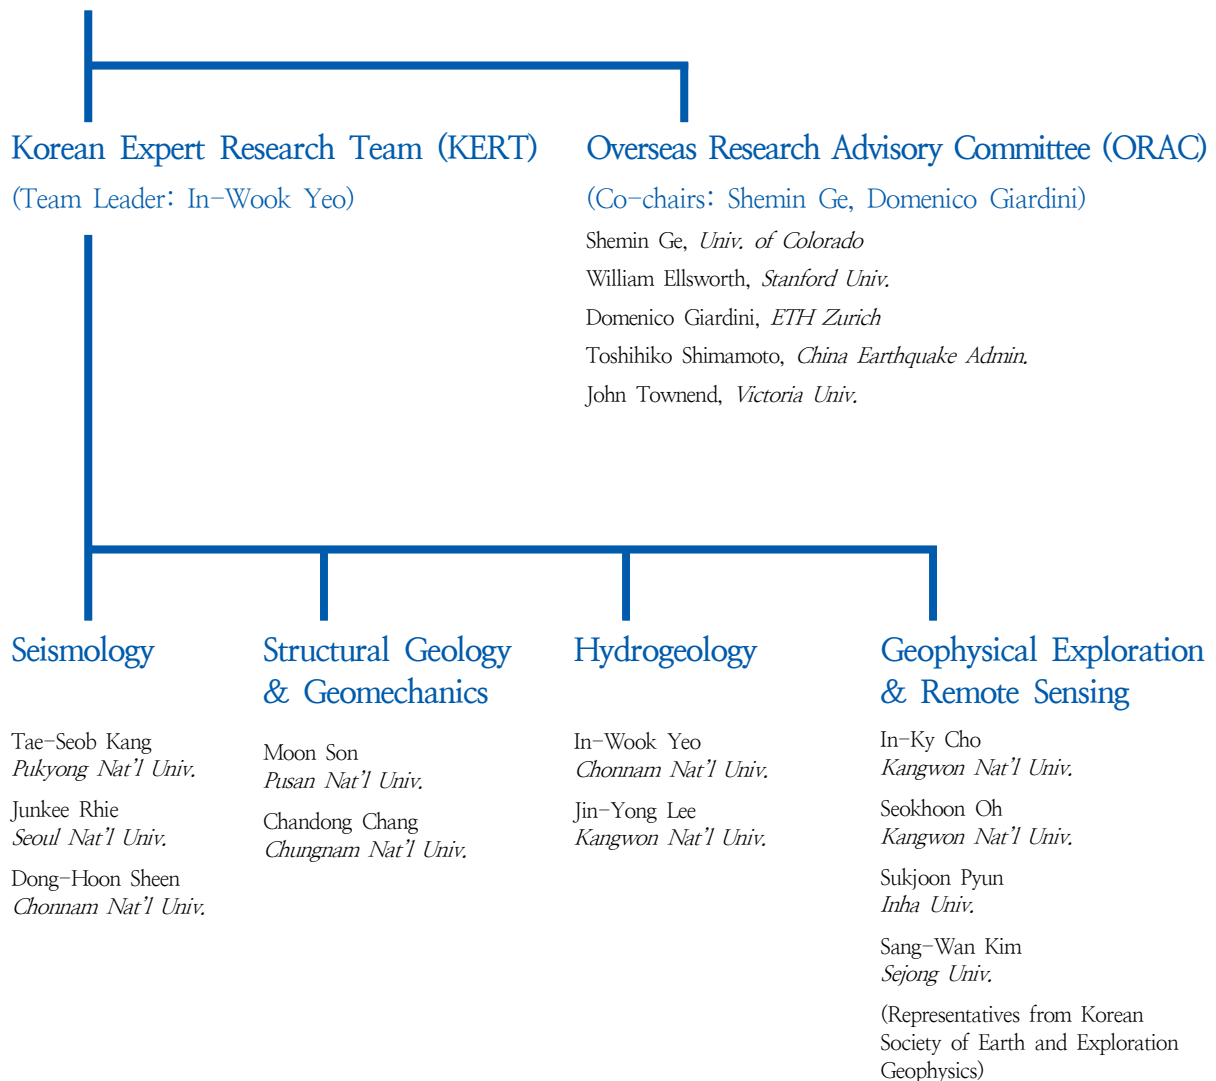 Korean Expert Research Team (KERT)
(Team Leader: In-Wook Yeo)
Overseas Research Advisory Committee (ORAC)
(Co-chairs: Shemin Ge, Domenico Giardini)
Shemin Ge, Univ. of Colorado
William Ellsworth, Stanford Univ.
Domenico Giardini, ETH Zurich
Toshihiko Shimamoto, China Earthquake Admin.
John Townend, Victoria Univ.
Seismology
Tae-Seob Kang
Pukyong Nat'l Univ.
Junkee Rhie
Seoul Nat'l Univ.
Dong-Hoon Sheen
Chonnam Nat'l Univ.
Structural Geology
& Geomechanics
Moon Son
Pusan Nat'l Univ.
Chandong Chang
Chungnam Nat'l Univ.
Hydrogeology
In-Wook Yeo
Chonnam Nat'l Univ.
Jin-Yong Lee
Kangwon Nat'l Univ.
Geophysical Exploration
& Remote Sensing
In-Ky Cho
Kangwon Nat'l Univ.
Seokhoon Oh
Kangwon Nat'l Univ.
Sukjoon Pyun
Inha Univ.
Sang-Wan Kim
Sejong Univ.
(Representatives from Korean
Society of Earth and Exploration
Geophysics)